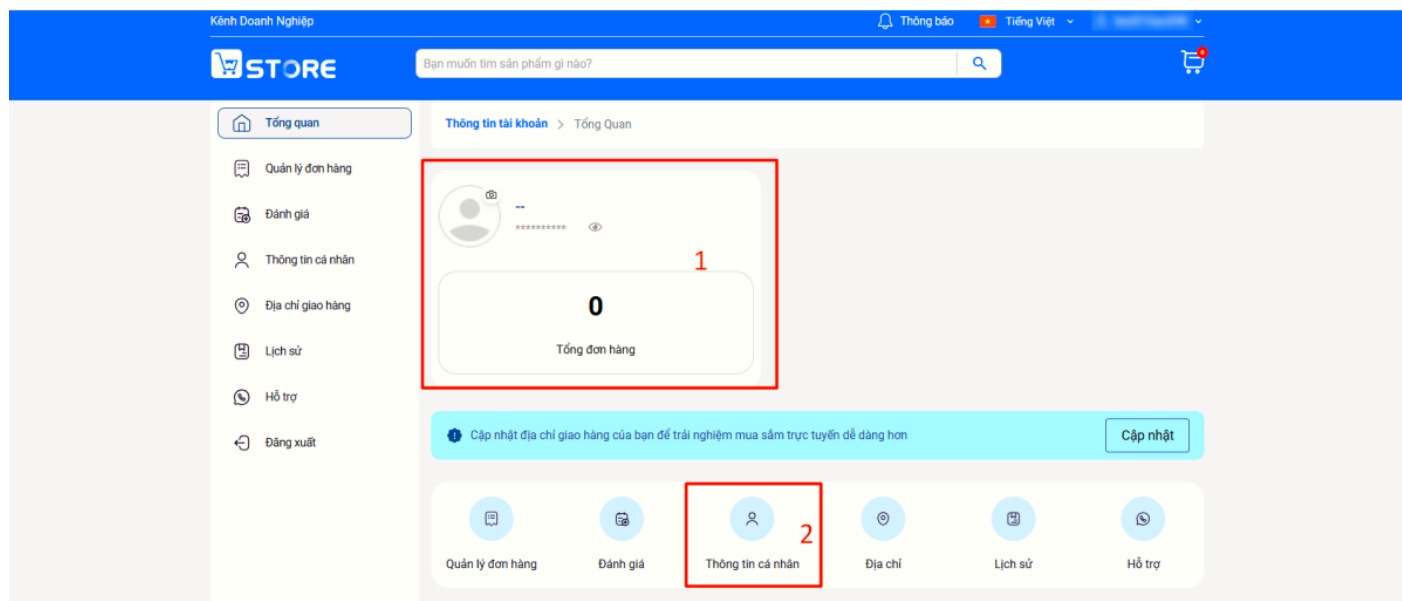 Kênh Doanh Nghiệp
Thông báo
Tiếng Việt
STORE
Bạn muốn tìm sản phẩm gì nào?
0
Tổng quan
Quản lý đơn hàng
Đánh giá
Thông tin cá nhân
Địa chỉ giao hàng
Lịch sử
Hỗ trợ
Đăng xuất
Thông tin tài khoản > Tổng Quan
--
**********
1
0
Tổng đơn hàng
Cập nhật địa chỉ giao hàng của bạn để trải nghiệm mua sắm trực tuyến dễ dàng hơn
Cập nhật
2
Quản lý đơn hàng
Đánh giá
Thông tin cá nhân
Địa chỉ
Lịch sử
Hỗ trợ